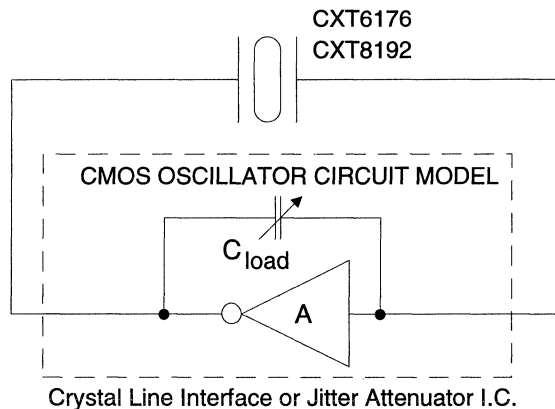 CXT6176
CXT8192
CMOS OSCILLATOR CIRCUIT MODEL
Cload
A
Crystal Line Interface or Jitter Attenuator I.C.